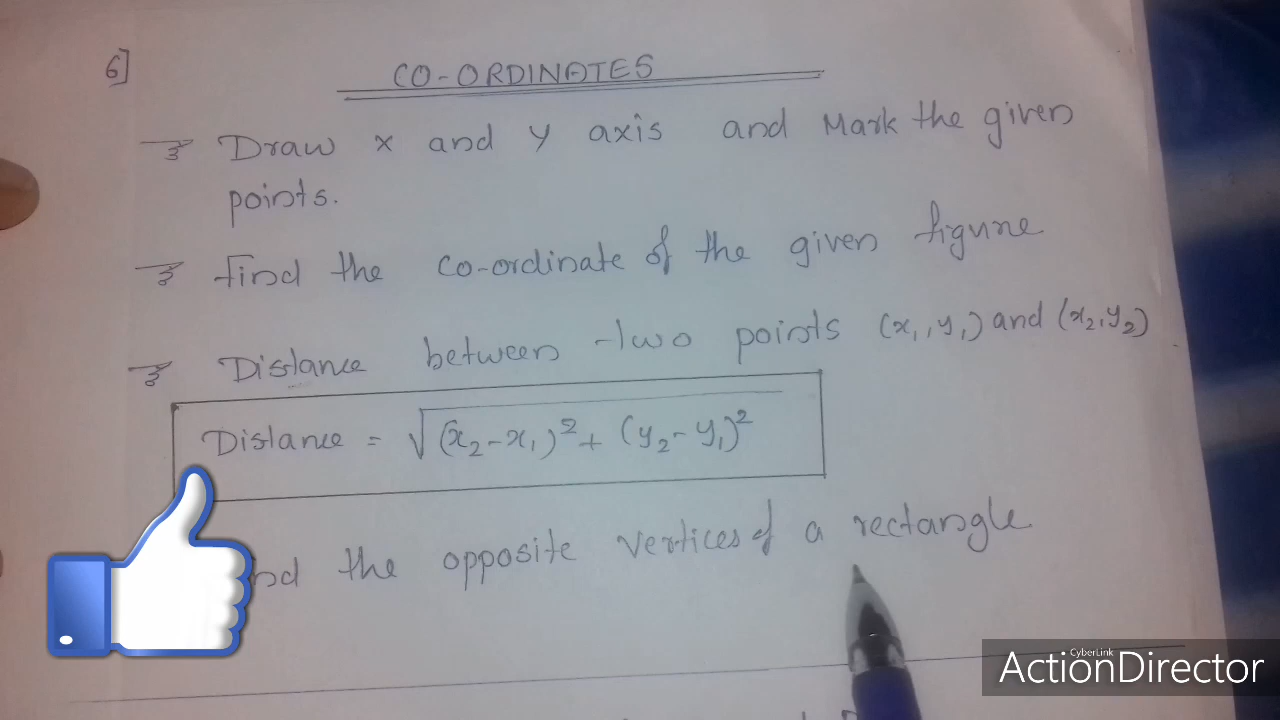 6]
CO-ORDINATES
Draw x and y axis and Mark the given
points.
find the co-ordinate of the given figure
Distance between two points (x₁,y₁) and (x₂,y₂)
Distance = √(x₂-x₁)² + (y₂-y₁)²
nd the opposite vertices of a rectangle
CyberLink
ActionDirector